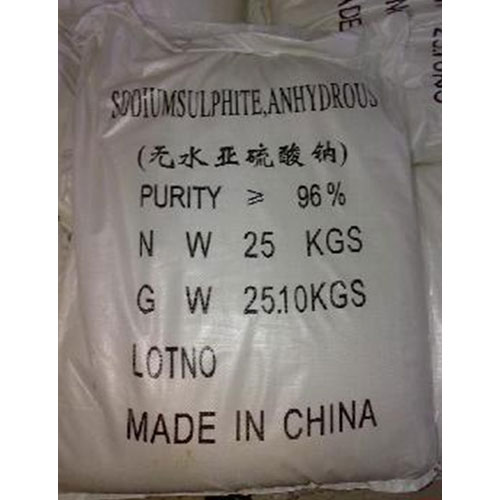 SODIUMSULPHITE,ANHYDROUS
(无水亚硫酸钠)
PURITY ≥ 96%
N W 25 KGS
G W 25.10KGS
LOTNO
MADE IN CHINA